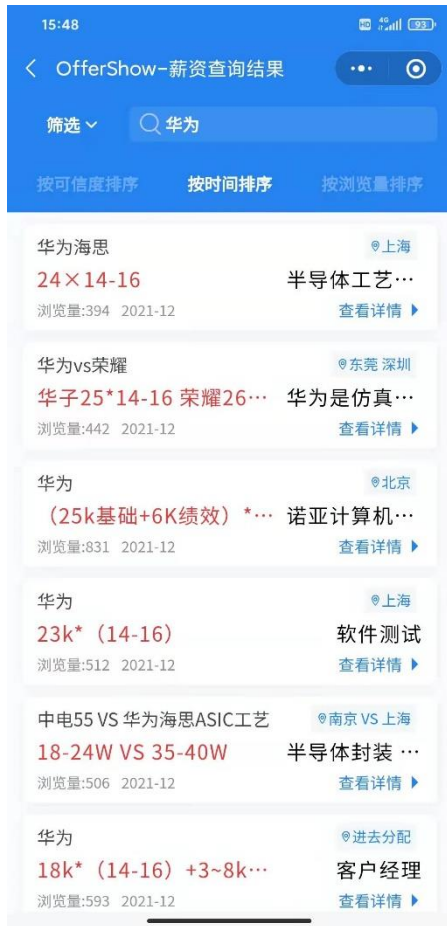 15:48
HD 4G 93
OfferShow-薪资查询结果
筛选 华为
按可信度排序 按时间排序 按浏览量排序
华为海思 上海
24×14-16 半导体工艺…
浏览量:394 2021-12 查看详情
华为vs荣耀 东莞 深圳
华子25*14-16 荣耀26… 华为是仿真…
浏览量:442 2021-12 查看详情
华为 北京
（25k基础+6K绩效）*… 诺亚计算机…
浏览量:831 2021-12 查看详情
华为 上海
23k*（14-16） 软件测试
浏览量:512 2021-12 查看详情
中电55 VS 华为海思ASIC工艺 南京 VS 上海
18-24W VS 35-40W 半导体封装 …
浏览量:506 2021-12 查看详情
华为 进去分配
18k*（14-16）+3~8k… 客户经理
浏览量:593 2021-12 查看详情